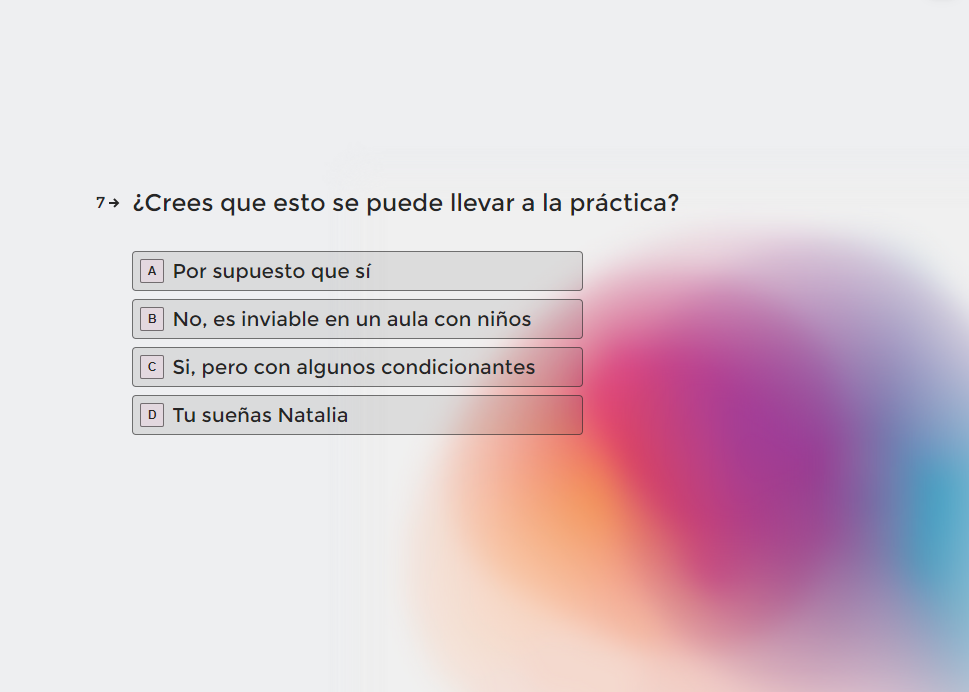 7→ ¿Crees que esto se puede llevar a la práctica?
A Por supuesto que sí
B No, es inviable en un aula con niños
C Si, pero con algunos condicionantes
D Tu sueñas Natalia